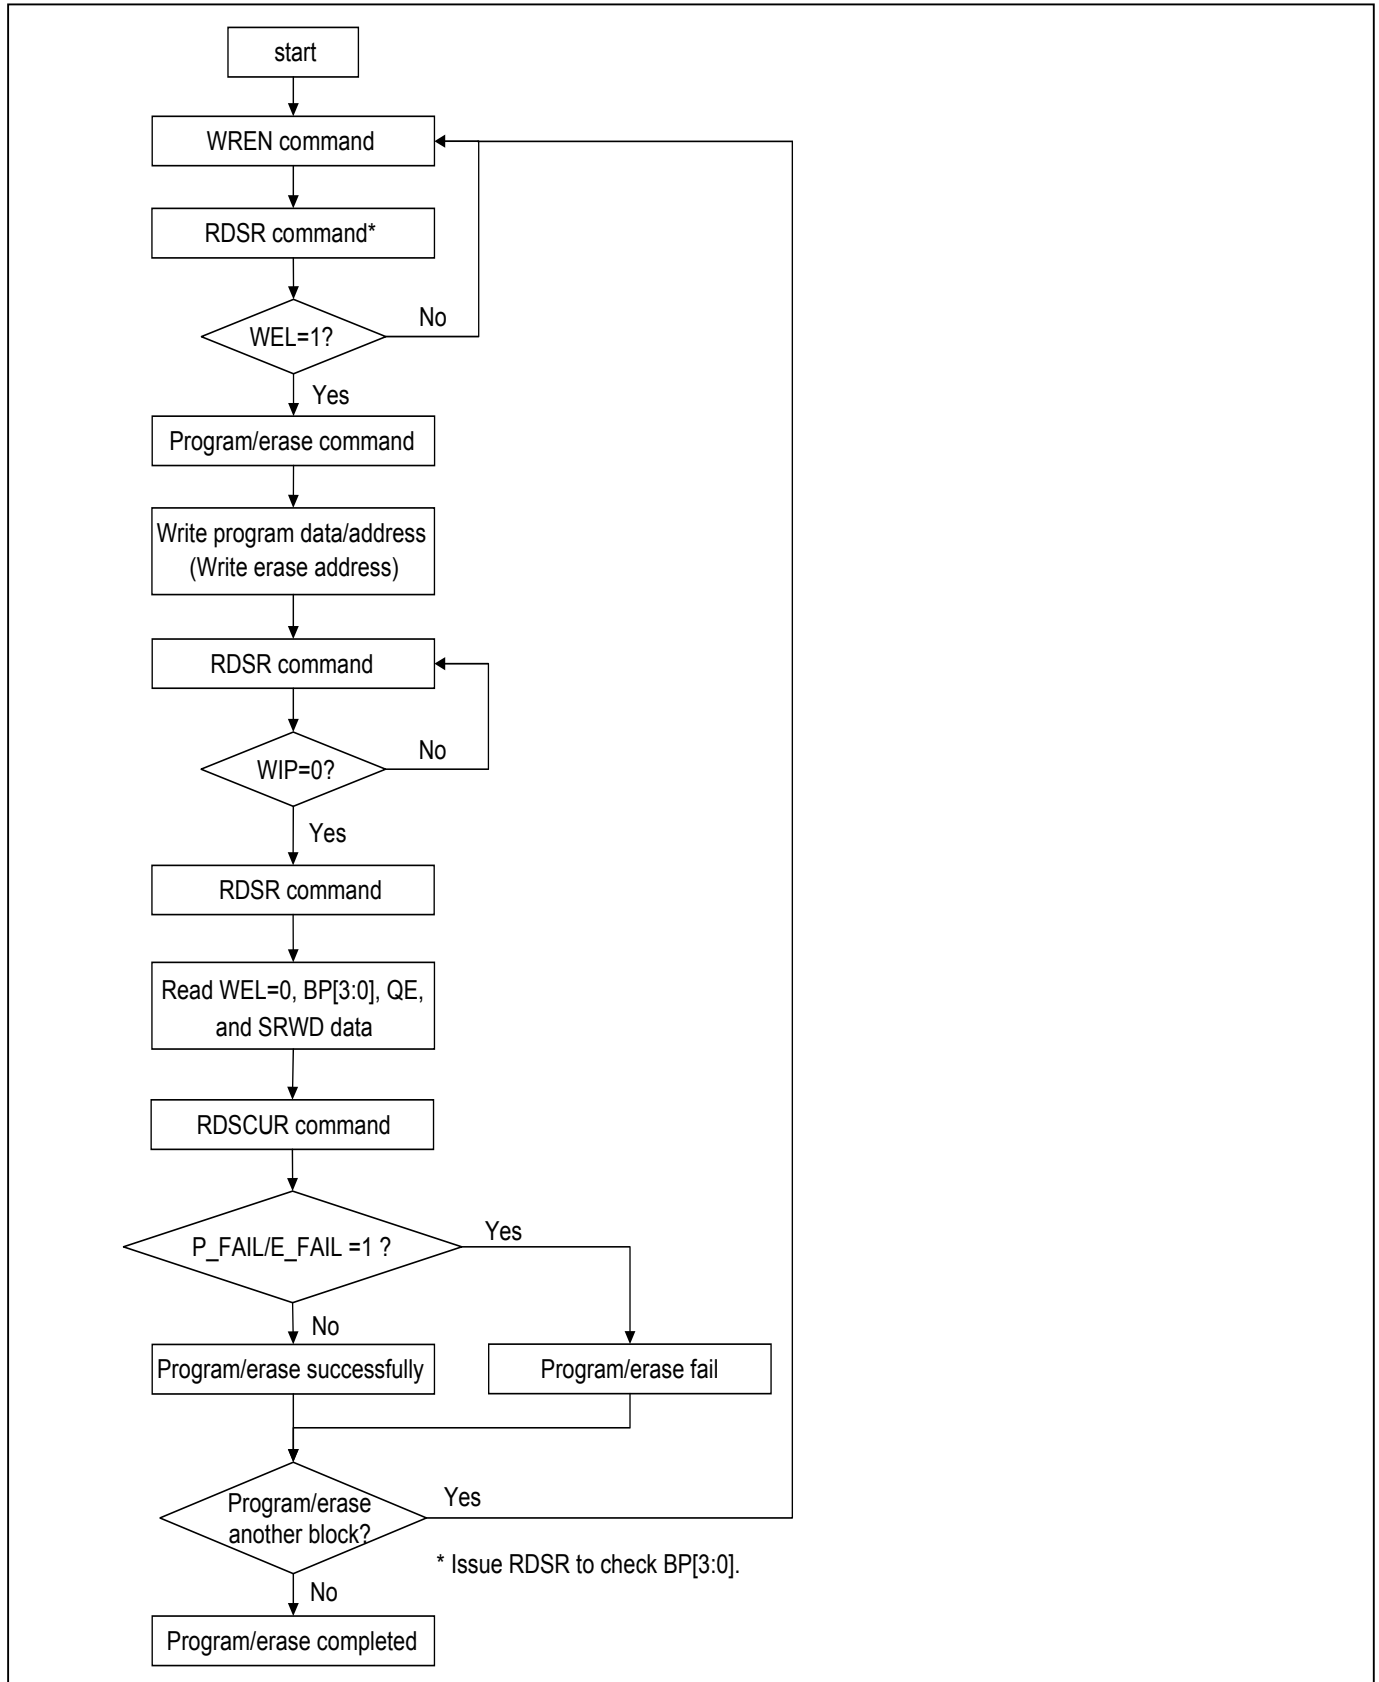 start
WREN command
RDSR command*
WEL=1?
No
Yes
Program/erase command
Write program data/address
(Write erase address)
RDSR command
WIP=0?
No
Yes
RDSR command
Read WEL=0, BP[3:0], QE,
and SRWD data
RDSCUR command
P_FAIL/E_FAIL =1 ?
Yes
No
Program/erase successfully
Program/erase fail
Program/erase
another block?
Yes
* Issue RDSR to check BP[3:0].
No
Program/erase completed